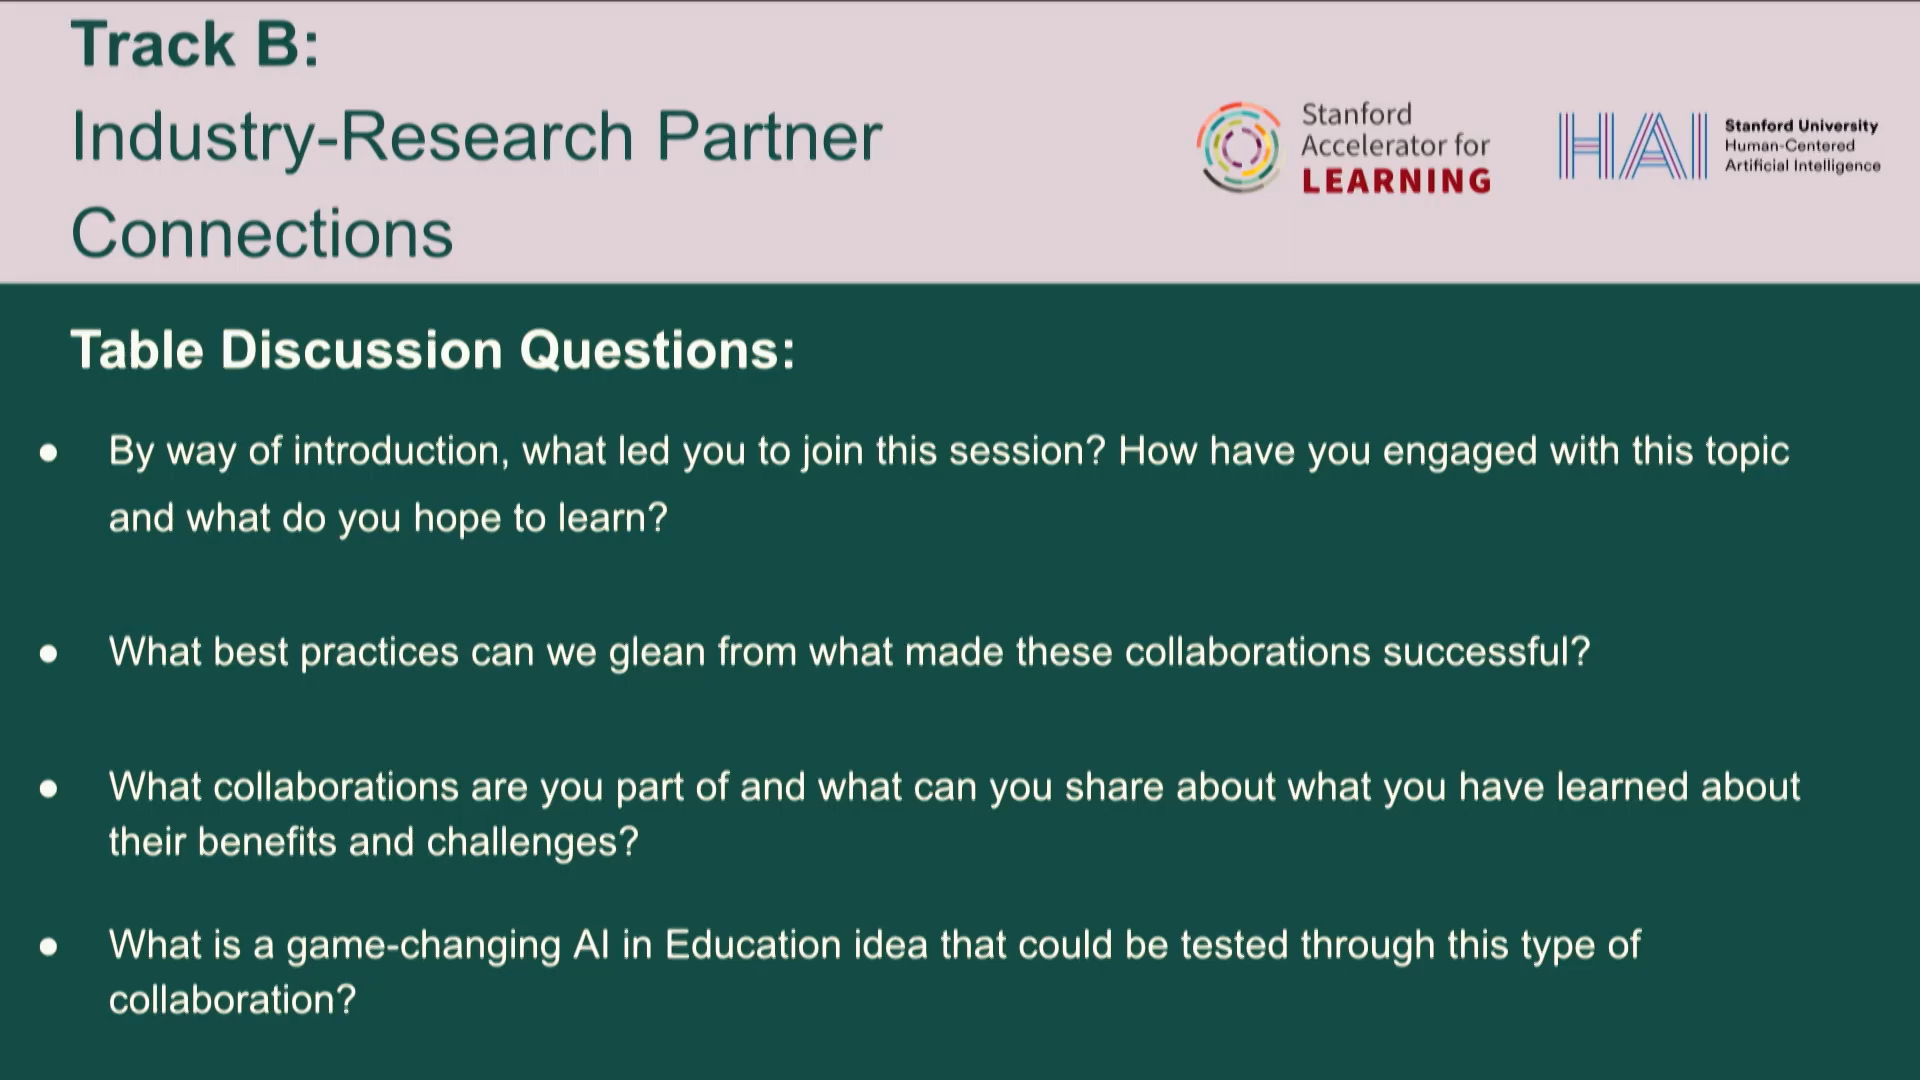 Track B:
Industry-Research Partner
Connections
Stanford
Accelerator for
LEARNING
HAI
Stanford University
Human-Centered
Artificial Intelligence
Table Discussion Questions:
● By way of introduction, what led you to join this session? How have you engaged with this topic
and what do you hope to learn?
● What best practices can we glean from what made these collaborations successful?
● What collaborations are you part of and what can you share about what you have learned about
their benefits and challenges?
● What is a game-changing AI in Education idea that could be tested through this type of
collaboration?